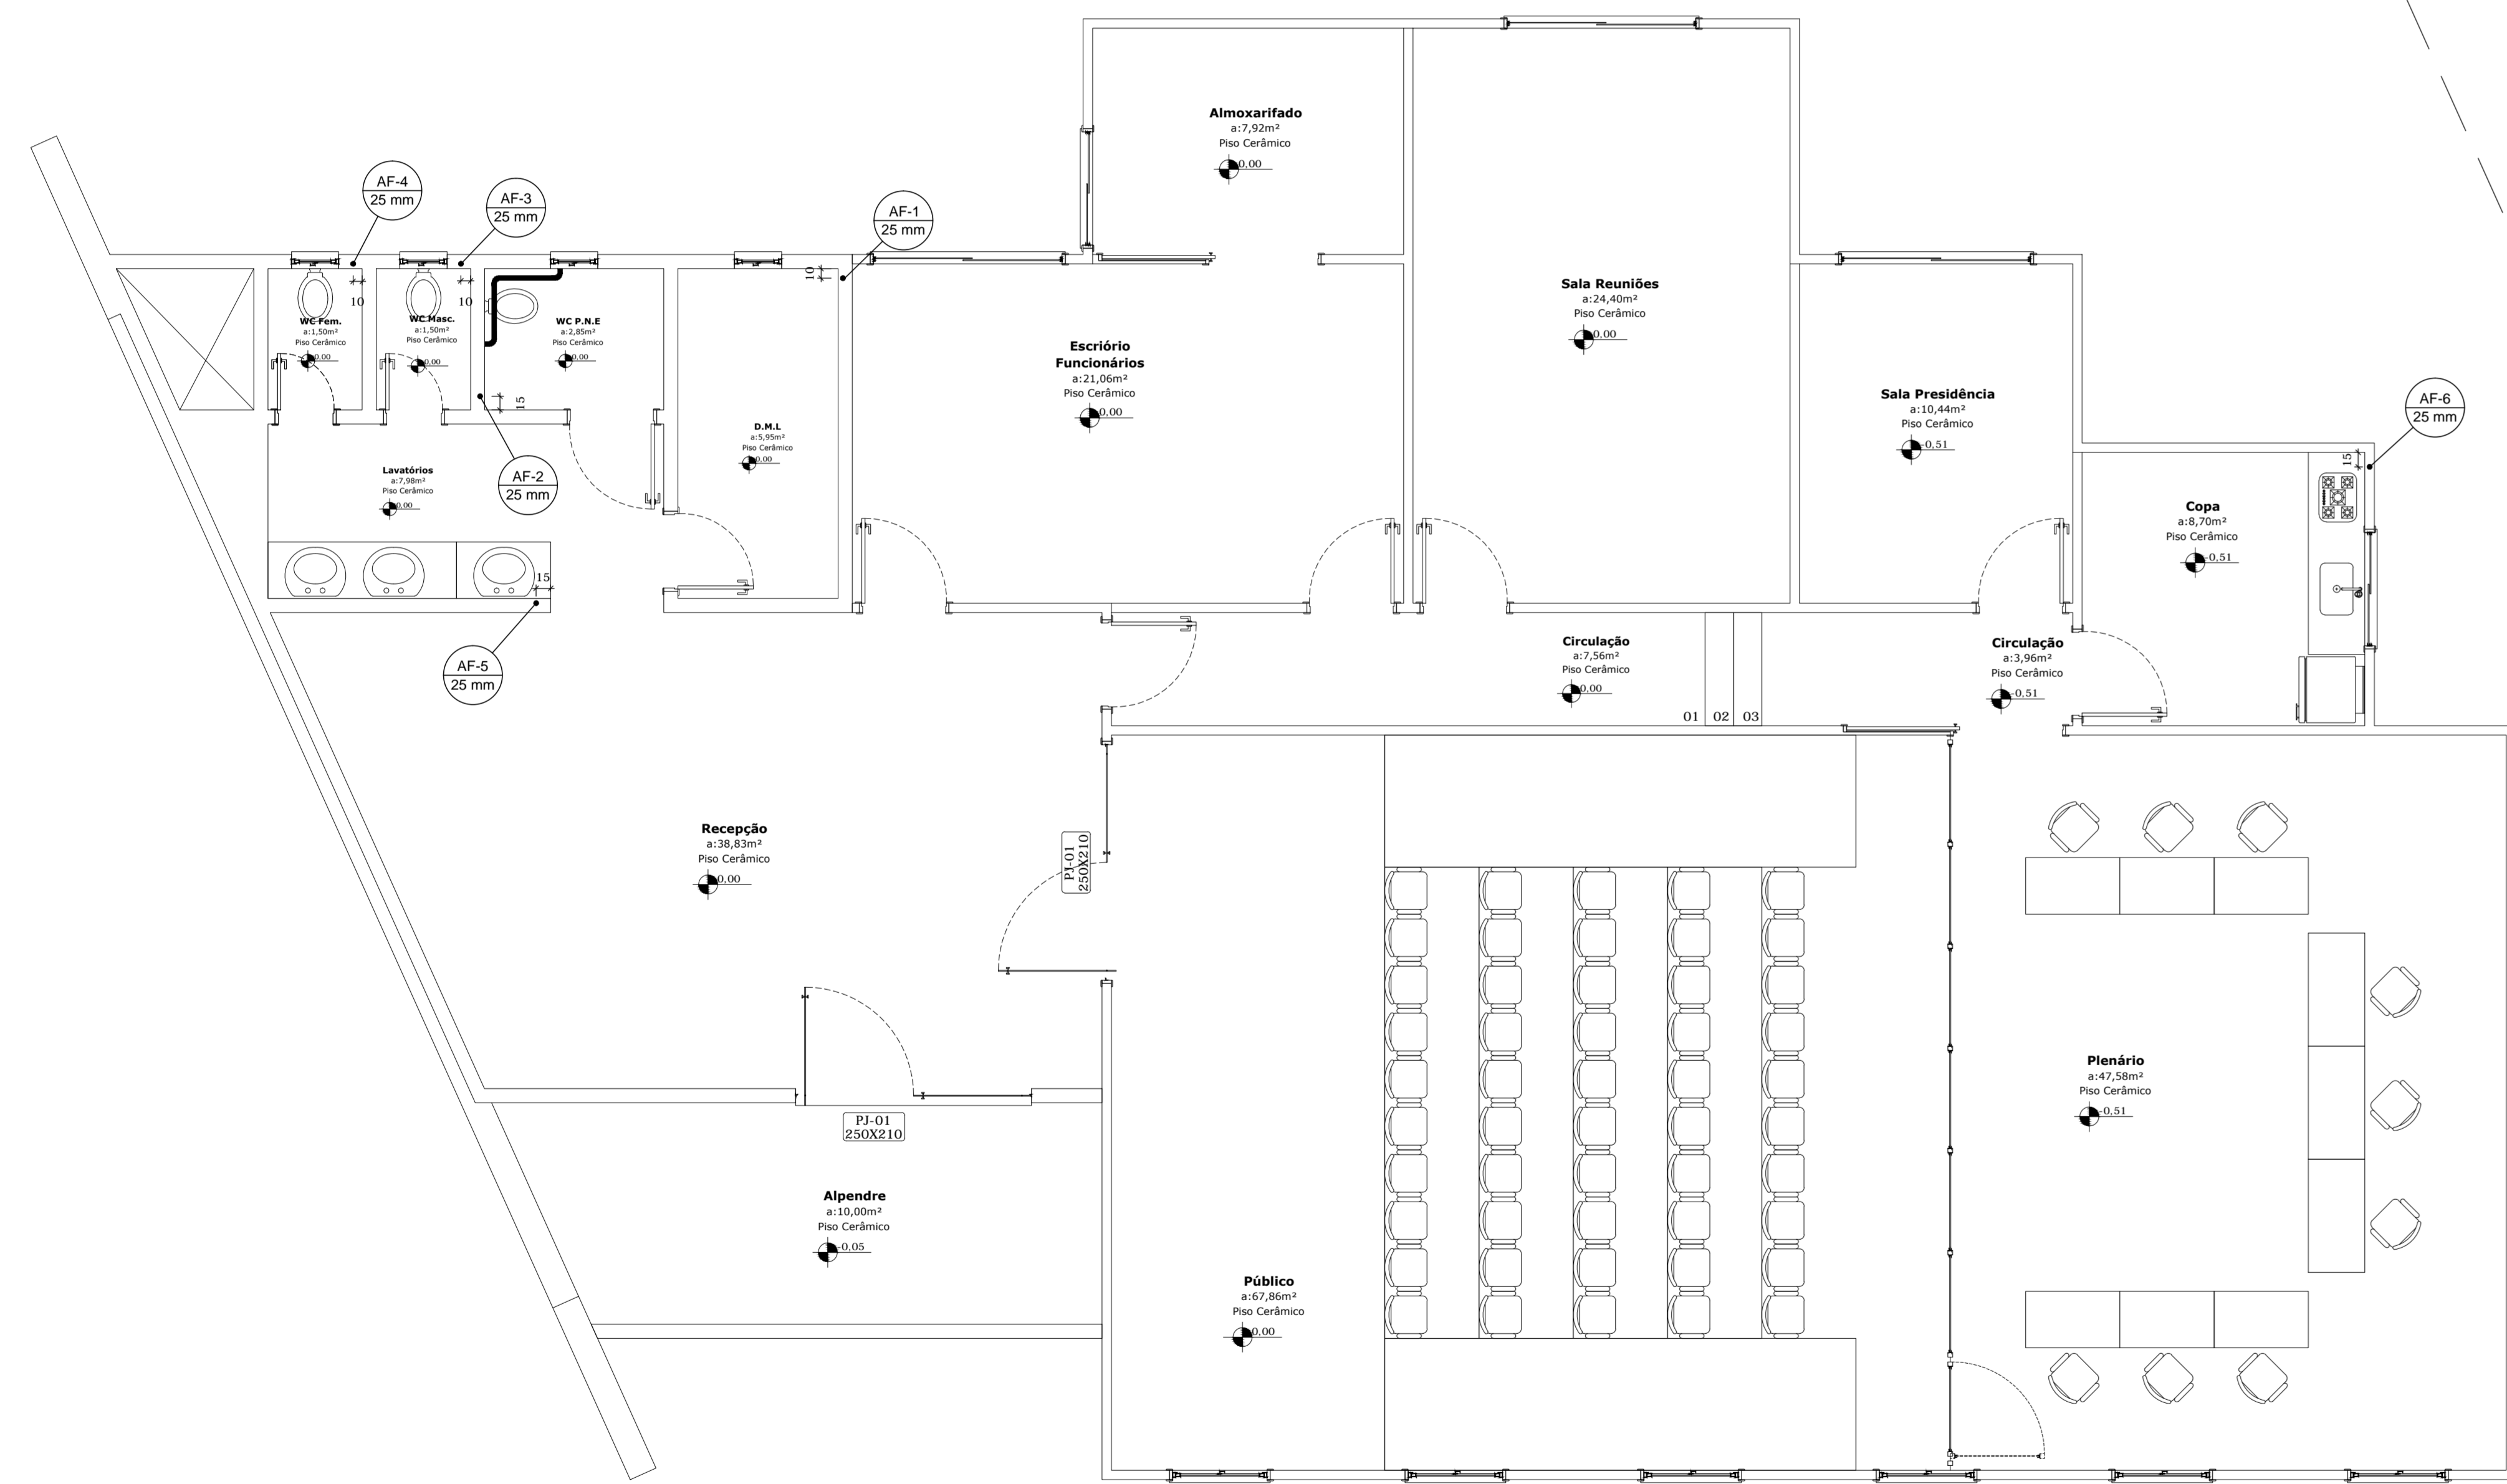 Almoxarifado
a:7,92m²
Piso Cerâmico
0,00
AF-4
25 mm
AF-3
25 mm
AF-1
25 mm
10
10
10
WC Fem.
a:1,50m²
Piso Cerâmico
0,00
WC Masc.
a:1,50m²
Piso Cerâmico
0,00
WC P.N.E
a:2,85m²
Piso Cerâmico
0,00
15
Escriório
Funcionários
a:21,06m²
Piso Cerâmico
0,00
Sala Reuniões
a:24,40m²
Piso Cerâmico
0,00
Sala Presidência
a:10,44m²
Piso Cerâmico
-0,51
AF-6
25 mm
15
D.M.L
a:5,95m²
Piso Cerâmico
0,00
Lavatórios
a:7,98m²
Piso Cerâmico
0,00
AF-2
25 mm
Copa
a:8,70m²
Piso Cerâmico
-0,51
15
AF-5
25 mm
Circulação
a:7,56m²
Piso Cerâmico
0,00
01 02 03
Circulação
a:3,96m²
Piso Cerâmico
-0,51
Recepção
a:38,83m²
Piso Cerâmico
0,00
PJ-01
250X210
PJ-01
250X210
Plenário
a:47,58m²
Piso Cerâmico
-0,51
Alpendre
a:10,00m²
Piso Cerâmico
-0,05
Público
a:67,86m²
Piso Cerâmico
0,00